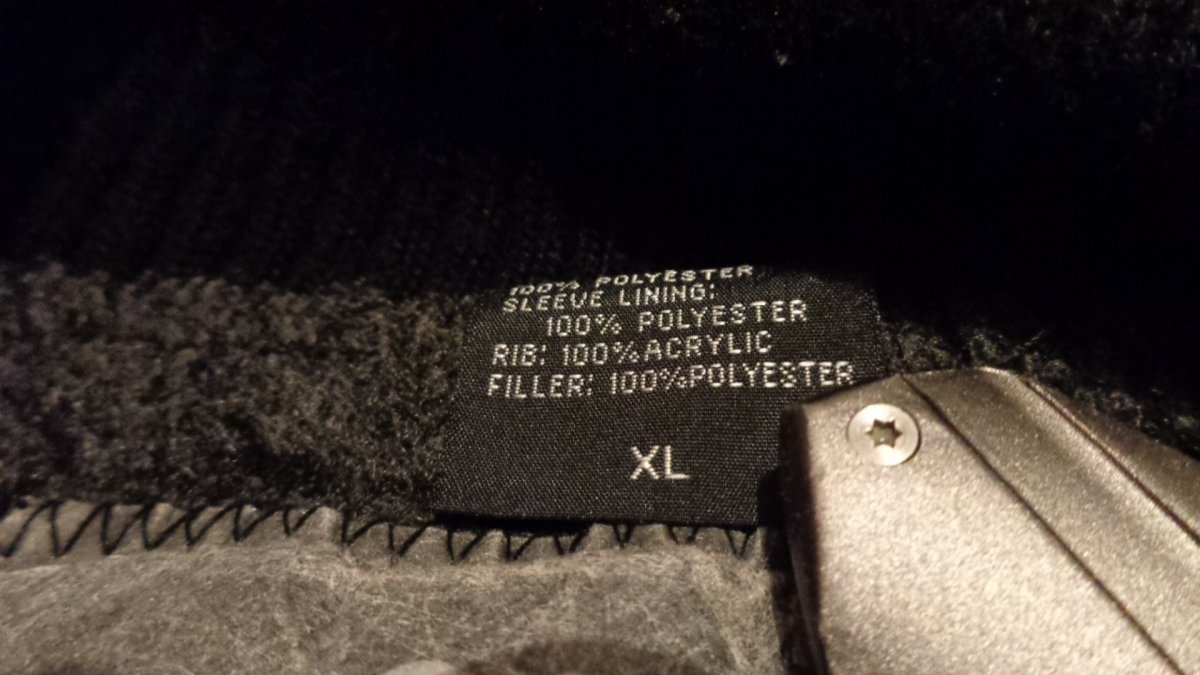 100% POLYESTER
SLEEVE LINING:
100% POLYESTER
RIB: 100% ACRYLIC
FILLER: 100% POLYESTER
XL